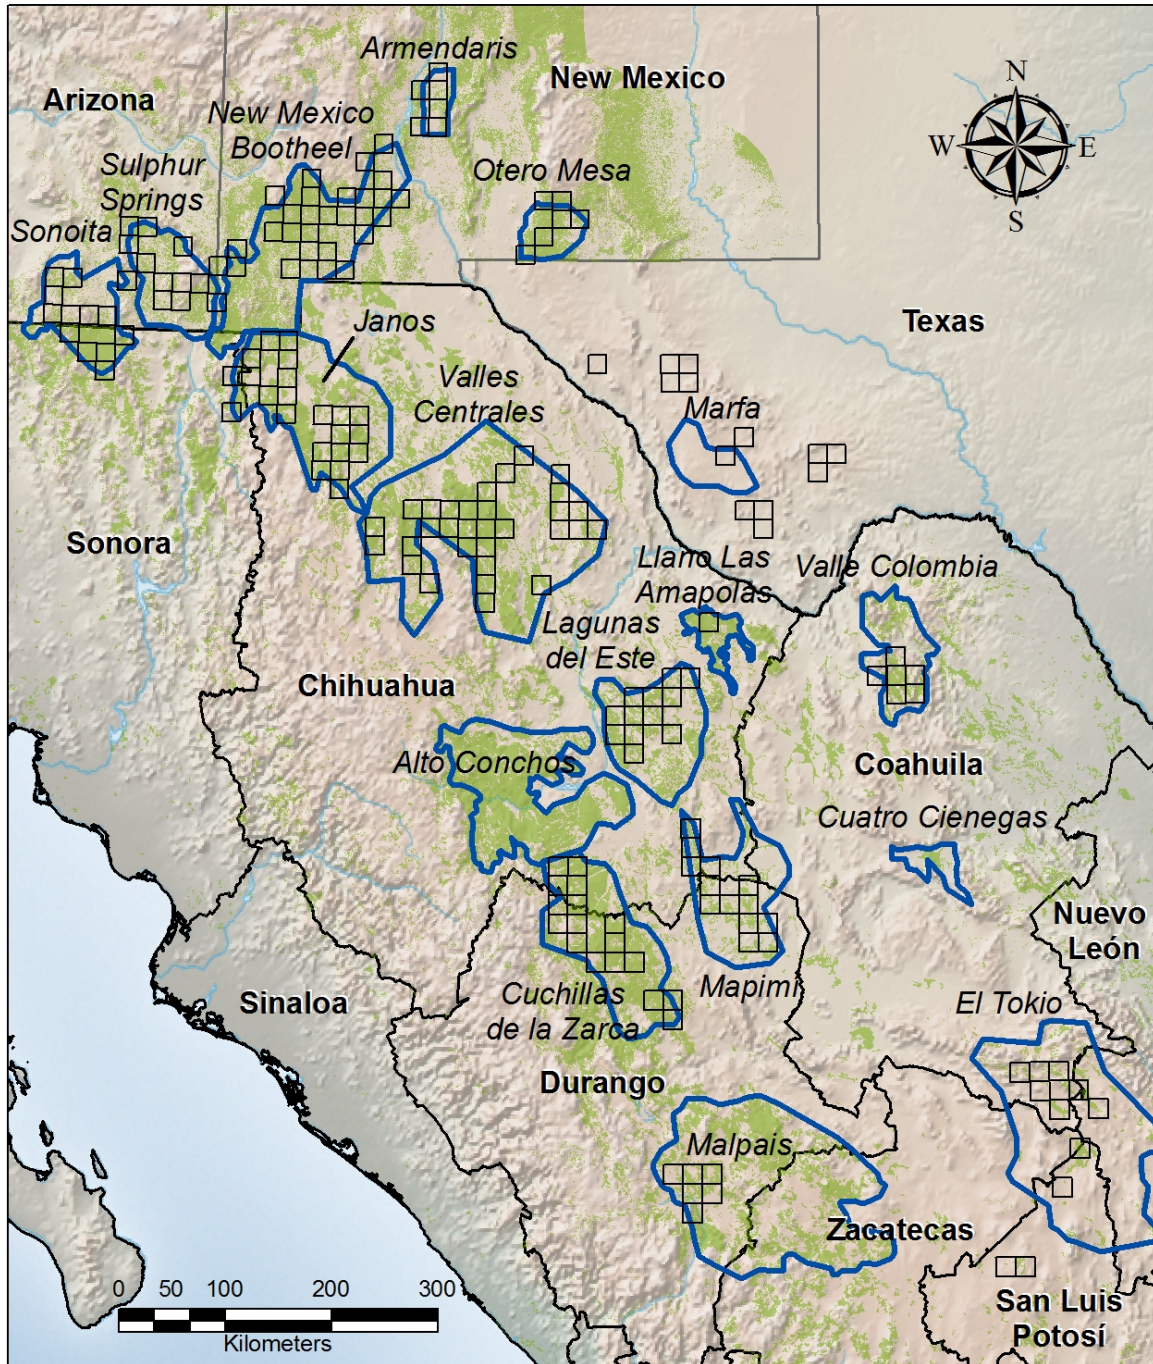 Armendaris
New Mexico
Arizona
New Mexico
Bootheel
N
W
E
S
Sulphur
Springs
Otero Mesa
Sonoita
Texas
Janos
Valles
Centrales
Marfa
Sonora
Llano Las
Amapolas
Valle Colombia
Lagunas
del Este
Chihuahua
Alto Conchos
Coahuila
Cuatro Cienegas
Nuevo
León
Cuchillas
de la Zarca
Mapimí
El Tokio
Sinaloa
Durango
Malpais
Zacatecas
0 50 100 200 300
Kilometers
San Luis
Potosí